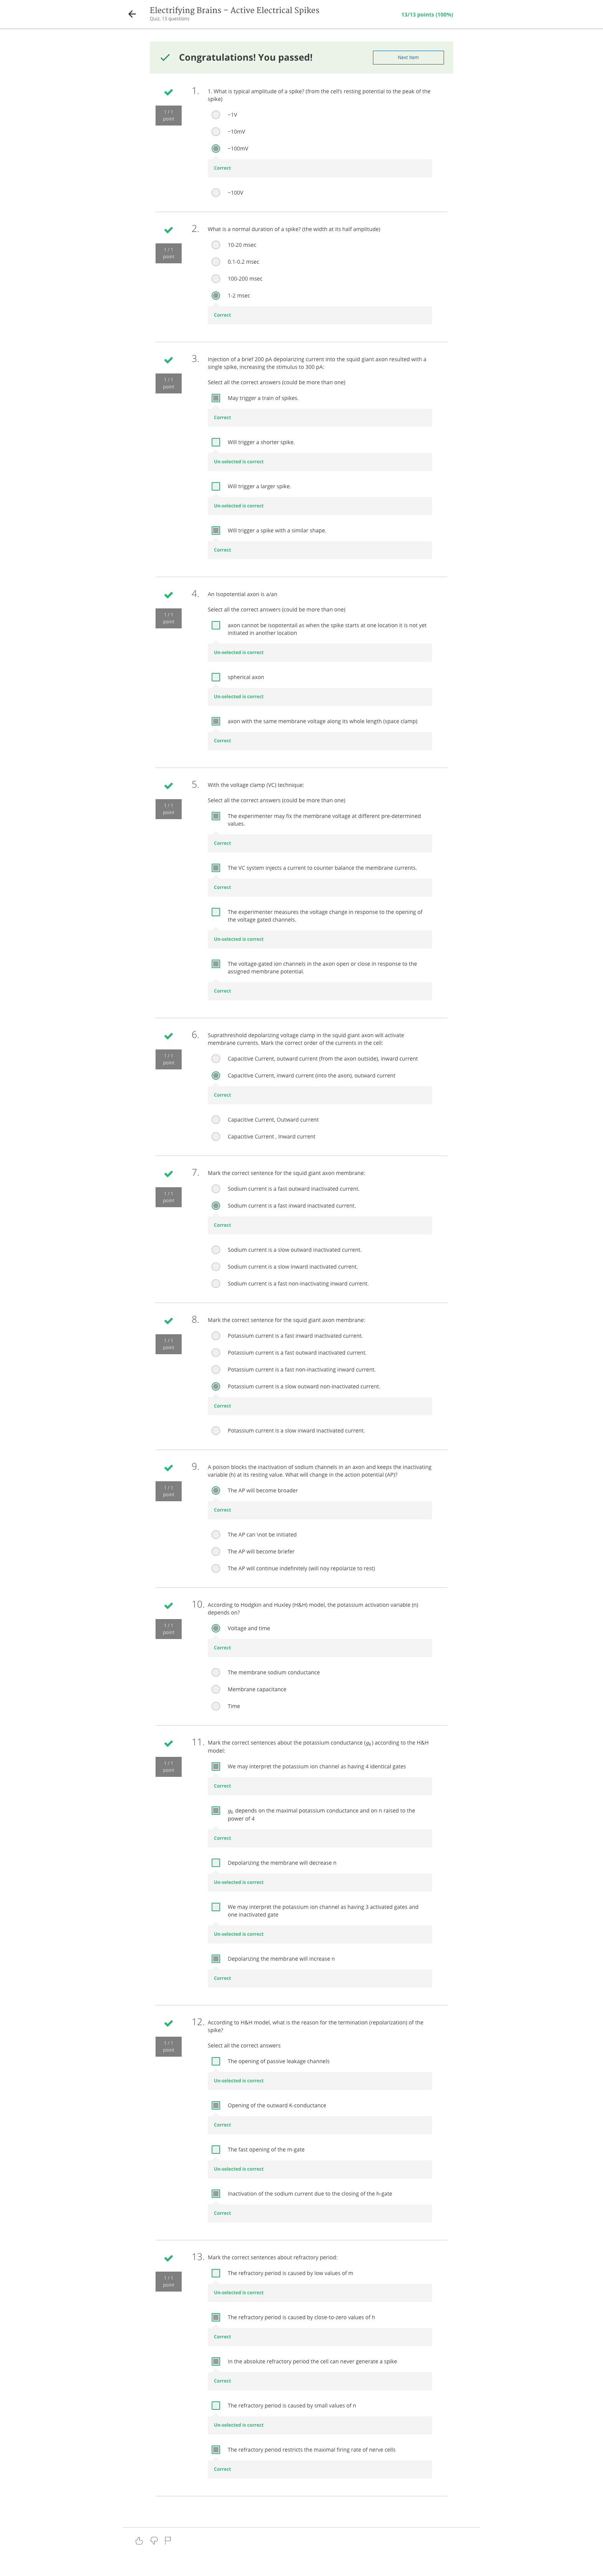 Electrifying Brains – Active Electrical Spikes
Quiz, 13 questions
13/13 points (100%)
Congratulations! You passed!
Next Item
1 / 1
point
1.
1. What is typical amplitude of a spike? (from the cell's resting potential to the peak of the
spike)
~1V
~10mV
~100mV
Correct
~100V
1 / 1
point
2.
What is a normal duration of a spike? (the width at its half amplitude)
10-20 msec
0.1-0.2 msec
100-200 msec
1-2 msec
Correct
1 / 1
point
3.
Injection of a brief 200 pA depolarizing current into the squid giant axon resulted with a
single spike, increasing the stimulus to 300 pA:
Select all the correct answers (could be more than one)
May trigger a train of spikes.
Correct
Will trigger a shorter spike.
Un-selected is correct
Will trigger a larger spike.
Un-selected is correct
Will trigger a spike with a similar shape.
Correct
1 / 1
point
4.
An Isopotential axon is a/an
Select all the correct answers (could be more than one)
axon cannot be isopotentail as when the spike starts at one location it is not yet
initiated in another location
Un-selected is correct
spherical axon
Un-selected is correct
axon with the same membrane voltage along its whole length (space clamp)
Correct
1 / 1
point
5.
With the voltage clamp (VC) technique:
Select all the correct answers (could be more than one)
The experimenter may fix the membrane voltage at different pre-determined
values.
Correct
The VC system injects a current to counter balance the membrane currents.
Correct
The experimenter measures the voltage change in response to the opening of
the voltage gated channels.
Un-selected is correct
The voltage-gated ion channels in the axon open or close in response to the
assigned membrane potential.
Correct
1 / 1
point
6.
Suprathreshold depolarizing voltage clamp in the squid giant axon will activate
membrane currents. Mark the correct order of the currents in the cell:
Capacitive Current, outward current (from the axon outside), inward current
Capacitive Current, Inward current (into the axon), outward current
Correct
Capacitive Current, Outward current
Capacitive Current , Inward current
1 / 1
point
7.
Mark the correct sentence for the squid giant axon membrane:
Sodium current is a fast outward inactivated current.
Sodium current is a fast inward inactivated current.
Correct
Sodium current is a slow outward inactivated current.
Sodium current is a slow inward inactivated current.
Sodium current is a fast non-inactivating inward current.
1 / 1
point
8.
Mark the correct sentence for the squid giant axon membrane:
Potassium current is a fast inward inactivated current.
Potassium current is a fast outward inactivated current.
Potassium current is a fast non-inactivating inward current.
Potassium current is a slow outward non-inactivated current.
Correct
Potassium current is a slow inward inactivated current.
1 / 1
point
9.
A poison blocks the inactivation of sodium channels in an axon and keeps the inactivating
variable (h) at its resting value. What will change in the action potential (AP)?
The AP will become broader
Correct
The AP can \not be initiated
The AP will become briefer
The AP will continue indefinitely (will noy repolarize to rest)
1 / 1
point
10.
According to Hodgkin and Huxley (H&H) model, the potassium activation variable (n)
depends on?
Voltage and time
Correct
The membrane sodium conductance
Membrane capacitance
Time
1 / 1
point
11.
Mark the correct sentences about the potassium conductance (gk) according to the H&H
model:
We may interpret the potassium ion channel as having 4 identical gates
Correct
gk depends on the maximal potassium conductance and on n raised to the
power of 4
Correct
Depolarizing the membrane will decrease n
Un-selected is correct
We may interpret the potassium ion channel as having 3 activated gates and
one inactivated gate
Un-selected is correct
Depolarizing the membrane will increase n
Correct
1 / 1
point
12.
According to H&H model, what is the reason for the termination (repolarization) of the
spike?
Select all the correct answers
The opening of passive leakage channels
Un-selected is correct
Opening of the outward K-conductance
Correct
The fast opening of the m-gate
Un-selected is correct
Inactivation of the sodium current due to the closing of the h-gate
Correct
1 / 1
point
13.
Mark the correct sentences about refractory period:
The refractory period is caused by low values of m
Un-selected is correct
The refractory period is caused by close-to-zero values of h
Correct
In the absolute refractory period the cell can never generate a spike
Correct
The refractory period is caused by small values of n
Un-selected is correct
The refractory period restricts the maximal firing rate of nerve cells
Correct